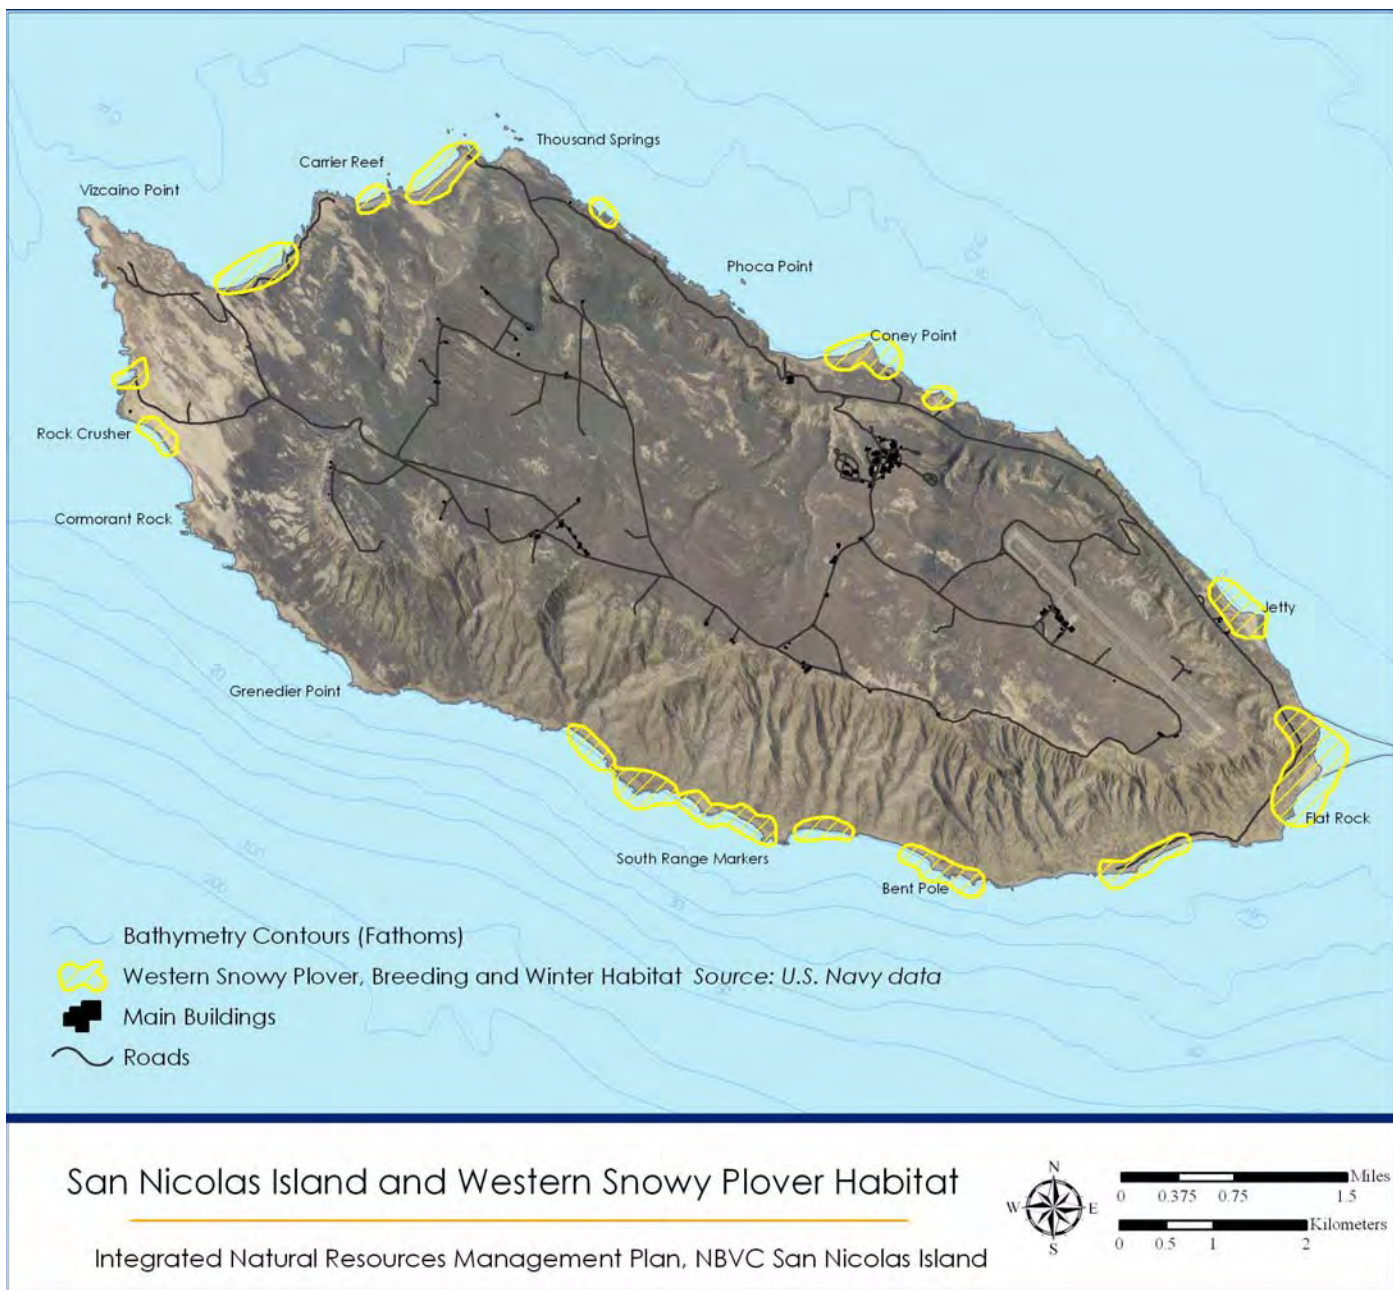 Thousand Springs
Carrier Reef
Vizcaino Point
Phoca Point
Coney Point
Rock Crusher
Cormorant Rock
Jetty
Grenedier Point
Flat Rock
South Range Markers
Bent Pole
100
200
Bathymetry Contours (Fathoms)
Western Snowy Plover, Breeding and Winter Habitat Source: U.S. Navy data
Main Buildings
Roads
San Nicolas Island and Western Snowy Plover Habitat
Integrated Natural Resources Management Plan, NBVC San Nicolas Island
N
W E
S
Miles
0 0.375 0.75 1.5
Kilometers
0 0.5 1 2